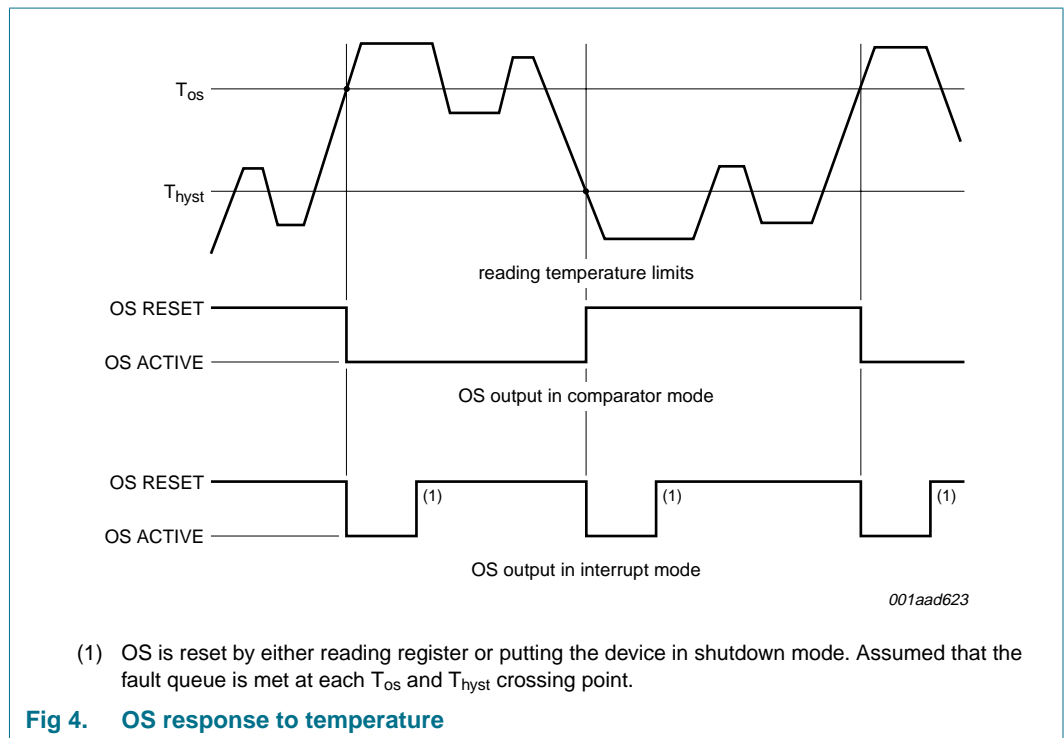 Tos
Thyst
reading temperature limits
OS RESET
OS ACTIVE
OS output in comparator mode
OS RESET
(1) (1) (1)
OS ACTIVE
OS output in interrupt mode
001aad623
(1) OS is reset by either reading register or putting the device in shutdown mode. Assumed that the
fault queue is met at each Tos and Thyst crossing point.
Fig 4. OS response to temperature